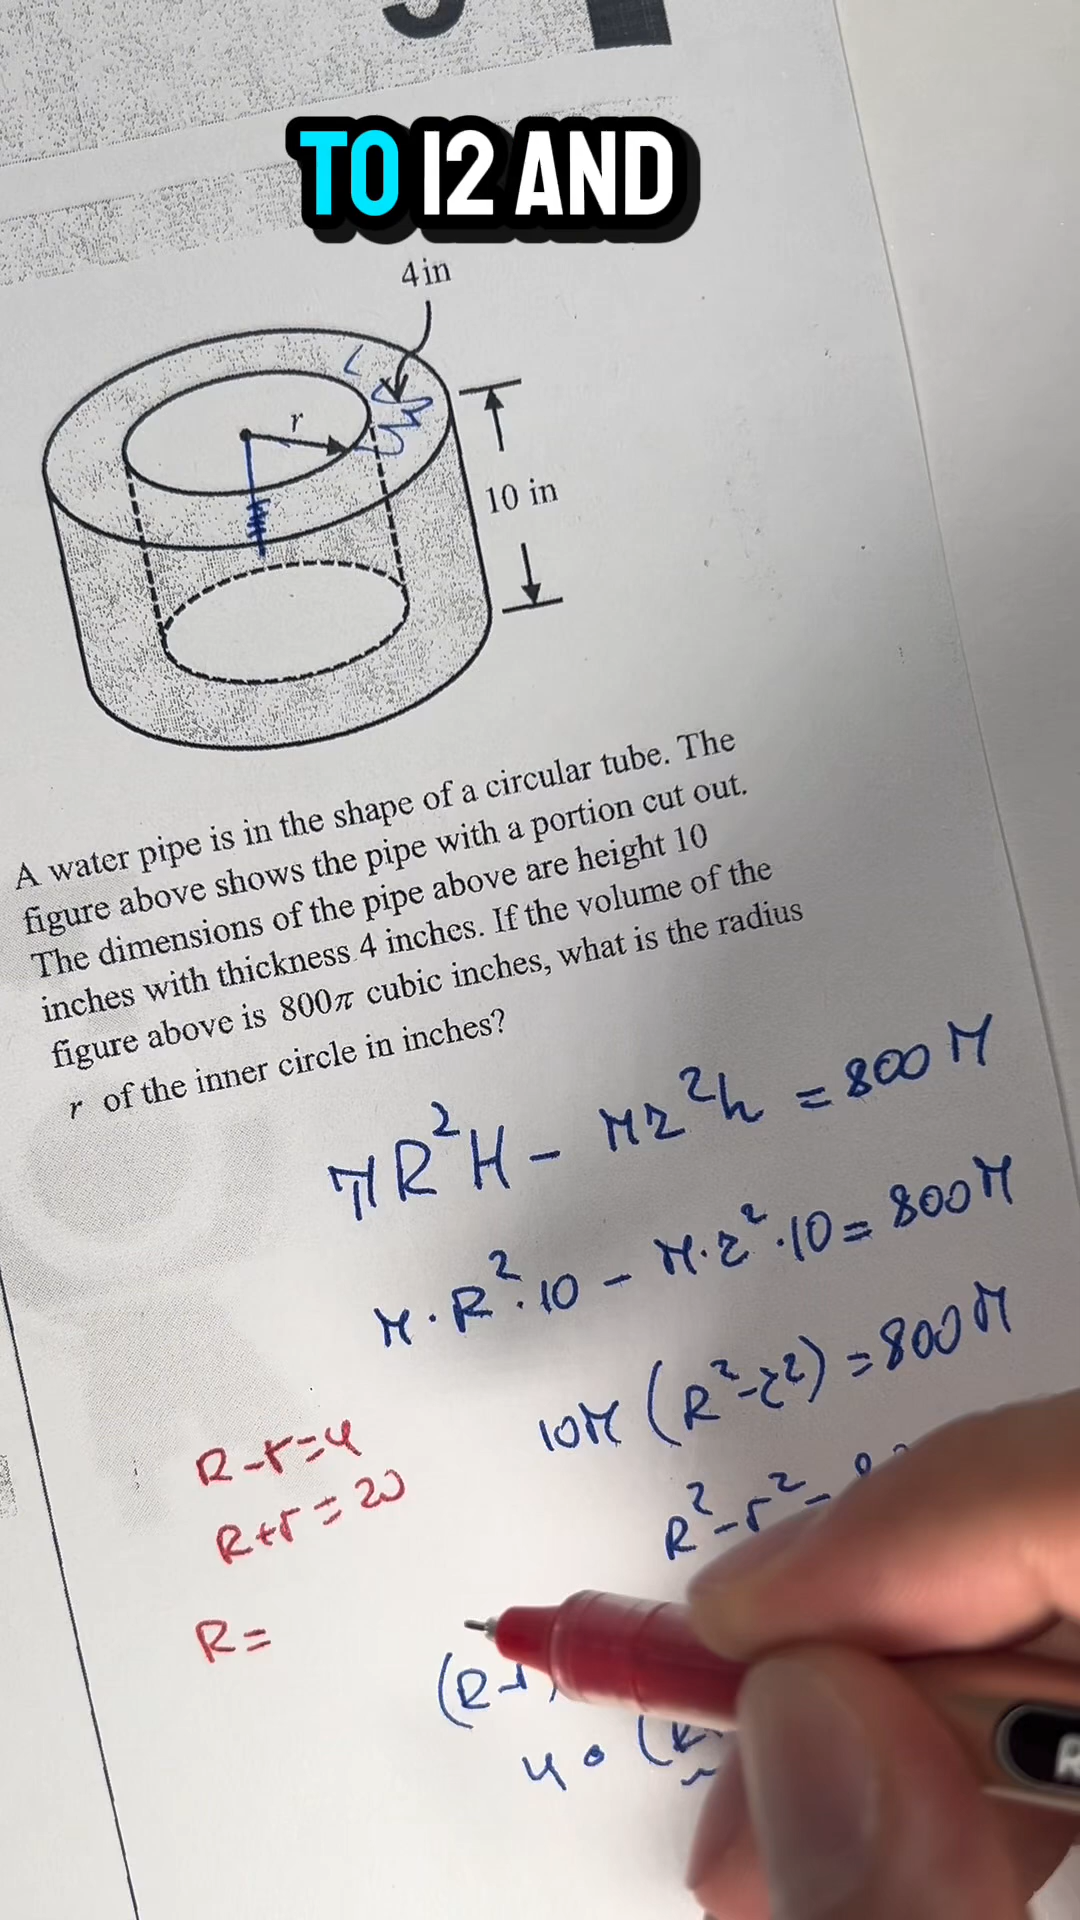 TO 12 AND
4in
r
10 in
A water pipe is in the shape of a circular tube. The
figure above shows the pipe with a portion cut out.
The dimensions of the pipe above are height 10
inches with thickness 4 inches. If the volume of the
figure above is 800π cubic inches, what is the radius
r of the inner circle in inches?
πR²H - πr²h = 800π
π·R²·10 - π·r²·10 = 800π
10π (R²-r²) = 800π
R-r=4
R+r=20
R²-r²
R=
(R-r)
4 · (